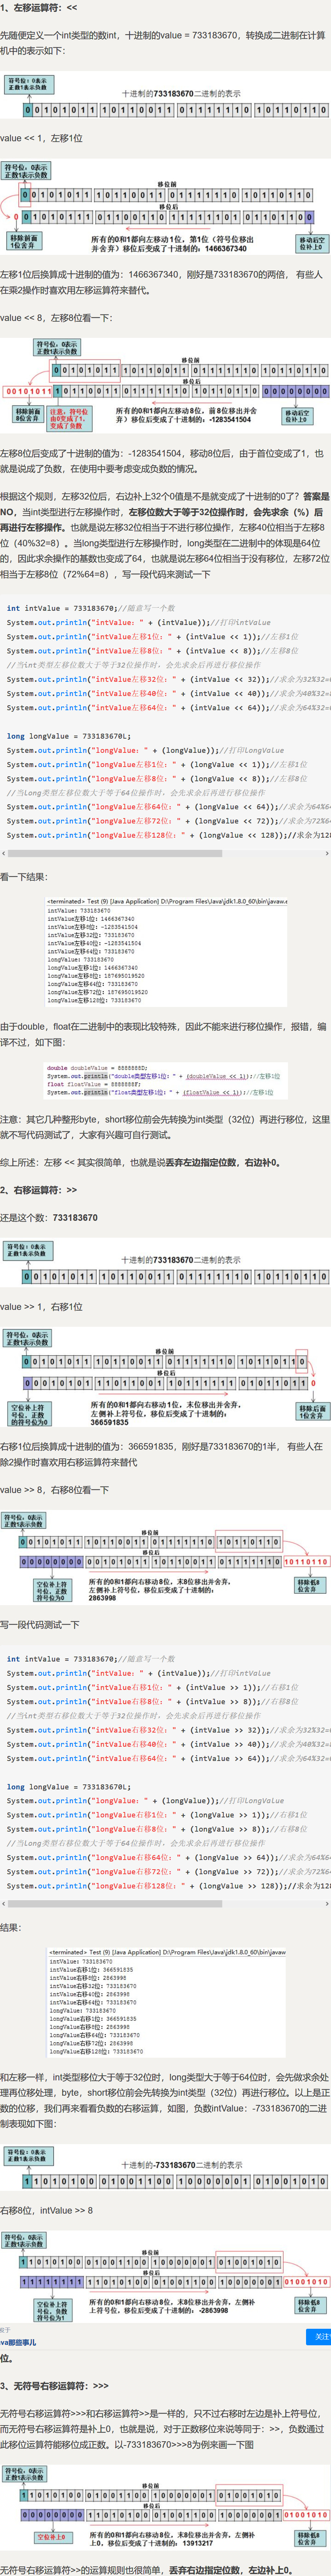 1、左移运算符：<<
先随便定义一个int类型的数int，十进制的value = 733183670，转换成二进制在计算
机中的表示如下：
符号位：0表示
正数1表示负数
十进制的733183670二进制的表示
0 0 1 0 1 0 1 1 1 0 1 1 0 0 1 1 0 1 1 1 1 1 1 0 1 0 1 1 0 1 1 0
value << 1，左移1位
符号位：0表示
正数1表示负数
移位前
0 0 1 0 1 0 1 1 1 0 1 1 0 0 1 1 0 1 1 1 1 1 1 0 1 0 1 1 0 1 1 0
移位后
0 0 1 0 1 0 1 1 1 0 1 1 0 0 1 1 0 1 1 1 1 1 1 0 1 0 1 1 0 1 1 0 0
移除前面
1位舍弃
所有的0和1都向左移动1位，第1位（符号位移出
并舍弃）移位后变成了十进制的：1466367340
移动后空
位补上0
左移1位后换算成十进制的值为：1466367340，刚好是733183670的两倍， 有些人
在乘2操作时喜欢用左移运算符来替代。
value << 8，左移8位看一下：
符号位：0表示
正数1表示负数
移位前
0 0 1 0 1 0 1 1 1 0 1 1 0 0 1 1 0 1 1 1 1 1 1 0 1 0 1 1 0 1 1 0
移位后
0 0 1 0 1 0 1 1 1 0 1 1 0 0 1 1 0 1 1 1 1 1 1 0 1 0 1 1 0 1 1 0 0 0 0 0 0 0 0 0
移除前面
8位舍弃
注意：符号位
由0变成了1，
变成了负数
所有的0和1都向左移动8位，前8位移出并舍
弃）移位后变成了十进制的：-1283541504
移动后空
位补上0
左移8位后变成了十进制的值为：-1283541504，移动8位后，由于首位变成了1，也
就是说成了负数，在使用中要考虑变成负数的情况。
根据这个规则，左移32位后，右边补上32个0值是不是就变成了十进制的0了？答案是
NO，当int类型进行左移操作时，左移位数大于等于32位操作时，会先求余（%）后
再进行左移操作。也就是说左移32位相当于不进行移位操作，左移40位相当于左移8
位（40%32=8）。当long类型进行左移操作时，long类型在二进制中的体现是64位
的，因此求余操作的基数也变成了64，也就是说左移64位相当于没有移位，左移72位
相当于左移8位（72%64=8），写一段代码来测试一下
int intValue = 733183670;//随意写一个数
System.out.println("intValue：" + (intValue));//打印intValue
System.out.println("intValue左移1位：" + (intValue << 1));//左移1位
System.out.println("intValue左移8位：" + (intValue << 8));//左移8位
//当int类型左移位数大于等于32位操作时，会先求余后再进行移位操作
System.out.println("intValue左移32位：" + (intValue << 32));//求余为32%32=
System.out.println("intValue左移40位：" + (intValue << 40));//求余为40%32=
System.out.println("intValue左移64位：" + (intValue << 64));//求余为64%32=
long longValue = 733183670L;
System.out.println("longValue：" + (longValue));//打印longValue
System.out.println("longValue左移1位：" + (longValue << 1));//左移1位
System.out.println("longValue左移8位：" + (longValue << 8));//左移8位
//当long类型左移位数大于等于64位操作时，会先求余后再进行移位操作
System.out.println("longValue左移64位：" + (longValue << 64));//求余为64%6
System.out.println("longValue左移72位：" + (longValue << 72));//求余为72%6
System.out.println("longValue左移128位：" + (longValue << 128));//求余为12
看一下结果：
<terminated> Test (9) [Java Application] D:\Program Files\Java\jdk1.8.0_60\bin\javaw.e
intValue：733183670
intValue左移1位：1466367340
intValue左移8位：-1283541504
intValue左移32位：733183670
intValue左移40位：-1283541504
intValue左移64位：733183670
longValue：733183670
longValue左移1位：1466367340
longValue左移8位：187695019520
longValue左移64位：733183670
longValue左移72位：187695019520
longValue左移128位：733183670
由于double，float在二进制中的表现比较特殊，因此不能来进行移位操作，报错，编
译不过，如下图：
double doubleValue = 8888888D;
System.out.println("double类型左移1位：" + (doubleValue << 1);//左移1位
float floatValue = 8888888F;
System.out.println("float类型左移1位：" + (floatValue << 1);//左移1位
注意：其它几种整形byte，short移位前会先转换为int类型（32位）再进行移位，这里
就不写代码测试了，大家有兴趣可自行测试。
综上所述：左移 << 其实很简单，也就是说丢弃左边指定位数，右边补0。
2、右移运算符：>>
还是这个数：733183670
符号位：0表示
正数1表示负数
十进制的733183670二进制的表示
0 0 1 0 1 0 1 1 1 0 1 1 0 0 1 1 0 1 1 1 1 1 1 0 1 0 1 1 0 1 1 0
value >> 1，右移1位
符号位：0表示
正数1表示负数
移位前
0 0 1 0 1 0 1 1 1 0 1 1 0 0 1 1 0 1 1 1 1 1 1 0 1 0 1 1 0 1 1 0
移位后
0 0 0 1 0 1 0 1 1 1 0 1 1 0 0 1 1 0 1 1 1 1 1 1 0 1 0 1 1 0 1 1 0
空位补上符
号位，正数
的符号位为0
所有的0和1都向右移动1位，末位移出并舍弃，
左侧补上符号位，移位后变成了十进制的：
366591835
移除后面
1位舍弃
右移1位后换算成十进制的值为：366591835，刚好是733183670的1半， 有些人在
除2操作时喜欢用右移运算符来替代
value >> 8，右移8位看一下
符号位：0表示
正数1表示负数
移位前
0 0 1 0 1 0 1 1 1 0 1 1 0 0 1 1 0 1 1 1 1 1 1 0 1 0 1 1 0 1 1 0
移位后
0 0 0 0 0 0 0 0 0 0 1 0 1 0 1 1 1 0 1 1 0 0 1 1 0 1 1 1 1 1 1 0 1 0 1 1 0 1 1 0
空位补上符
号位，正数
符号位为0
所有的0和1都向右移动8位，末8位移出并舍弃，
左侧补上符号位，移位后变成了十进制的：
2863998
移除低8
位舍弃
写一段代码测试一下
int intValue = 733183670;//随意写一个数
System.out.println("intValue：" + (intValue));//打印intValue
System.out.println("intValue右移1位：" + (intValue >> 1));//右移1位
System.out.println("intValue右移8位：" + (intValue >> 8));//右移8位
//当int类型右移位数大于等于32位操作时，会先求余后再进行移位操作
System.out.println("intValue右移32位：" + (intValue >> 32));//求余为32%32=
System.out.println("intValue右移40位：" + (intValue >> 40));//求余为40%32=
System.out.println("intValue右移64位：" + (intValue >> 64));//求余为64%32=
long longValue = 733183670L;
System.out.println("longValue：" + (longValue));//打印longValue
System.out.println("longValue右移1位：" + (longValue >> 1));//右移1位
System.out.println("longValue右移8位：" + (longValue >> 8));//右移8位
//当long类型右移位数大于等于64位操作时，会先求余后再进行移位操作
System.out.println("longValue右移64位：" + (longValue >> 64));//求余为64%6
System.out.println("longValue右移72位：" + (longValue >> 72));//求余为72%6
System.out.println("longValue右移128位：" + (longValue >> 128));//求余为12
结果：
<terminated> Test (9) [Java Application] D:\Program Files\Java\jdk1.8.0_60\bin\javaw
intValue：733183670
intValue右移1位：366591835
intValue右移8位：2863998
intValue右移32位：733183670
intValue右移40位：2863998
intValue右移64位：733183670
longValue：733183670
longValue右移1位：366591835
longValue右移8位：2863998
longValue右移64位：733183670
longValue右移72位：2863998
longValue右移128位：733183670
和左移一样，int类型移位大于等于32位时，long类型大于等于64位时，会先做求余处
理再位移处理，byte，short移位前会先转换为int类型（32位）再进行移位。以上是正
数的位移，我们再来看看负数的右移运算，如图，负数intValue：-733183670的二进
制表现如下图：
符号位：0表示
正数1表示负数
十进制的-733183670二进制的表示
1 1 0 1 0 1 0 0 0 1 0 0 1 1 0 0 1 0 0 0 0 0 0 1 0 1 0 0 1 0 1 0
右移8位，intValue >> 8
符号位：0表示
正数1表示负数
移位前
1 1 0 1 0 1 0 0 0 1 0 0 1 1 0 0 1 0 0 0 0 0 0 1 0 1 0 0 1 0 1 0
移位后
1 1 1 1 1 1 1 1 1 1 0 1 0 1 0 0 0 1 0 0 1 1 0 0 1 0 0 0 0 0 0 1 0 1 0 0 1 0 1 0
空位补上符
号位，负数
符号位为1
所有的0和1都向右移动8位，末8位移出并舍弃，左侧补
上符号位，移位后变成了十进制的：-2863998
移除低8
位舍弃
va那些事儿
关注
位。
3、无符号右移运算符：>>>
无符号右移运算符>>>和右移运算符>>是一样的，只不过右移时左边是补上符号位，
而无符号右移运算符是补上0，也就是说，对于正数移位来说等同于：>>，负数通过
此移位运算符能移位成正数。以-733183670>>>8为例来画一下图
符号位：0表示
正数1表示负数
移位前
1 1 0 1 0 1 0 0 0 1 0 0 1 1 0 0 1 0 0 0 0 0 0 1 0 1 0 0 1 0 1 0
移位后
0 0 0 0 0 0 0 0 1 1 0 1 0 1 0 0 0 1 0 0 1 1 0 0 1 0 0 0 0 0 0 1 0 1 0 0 1 0 1 0
空位补上0
所有的0和1都向右移动8位，末8位移出并舍弃，左侧补
上0，移位后变成了十进制的：13913217
移除低8
位舍弃
无符号右移运算符>>的运算规则也很简单，丢弃右边指定位数，左边补上0。